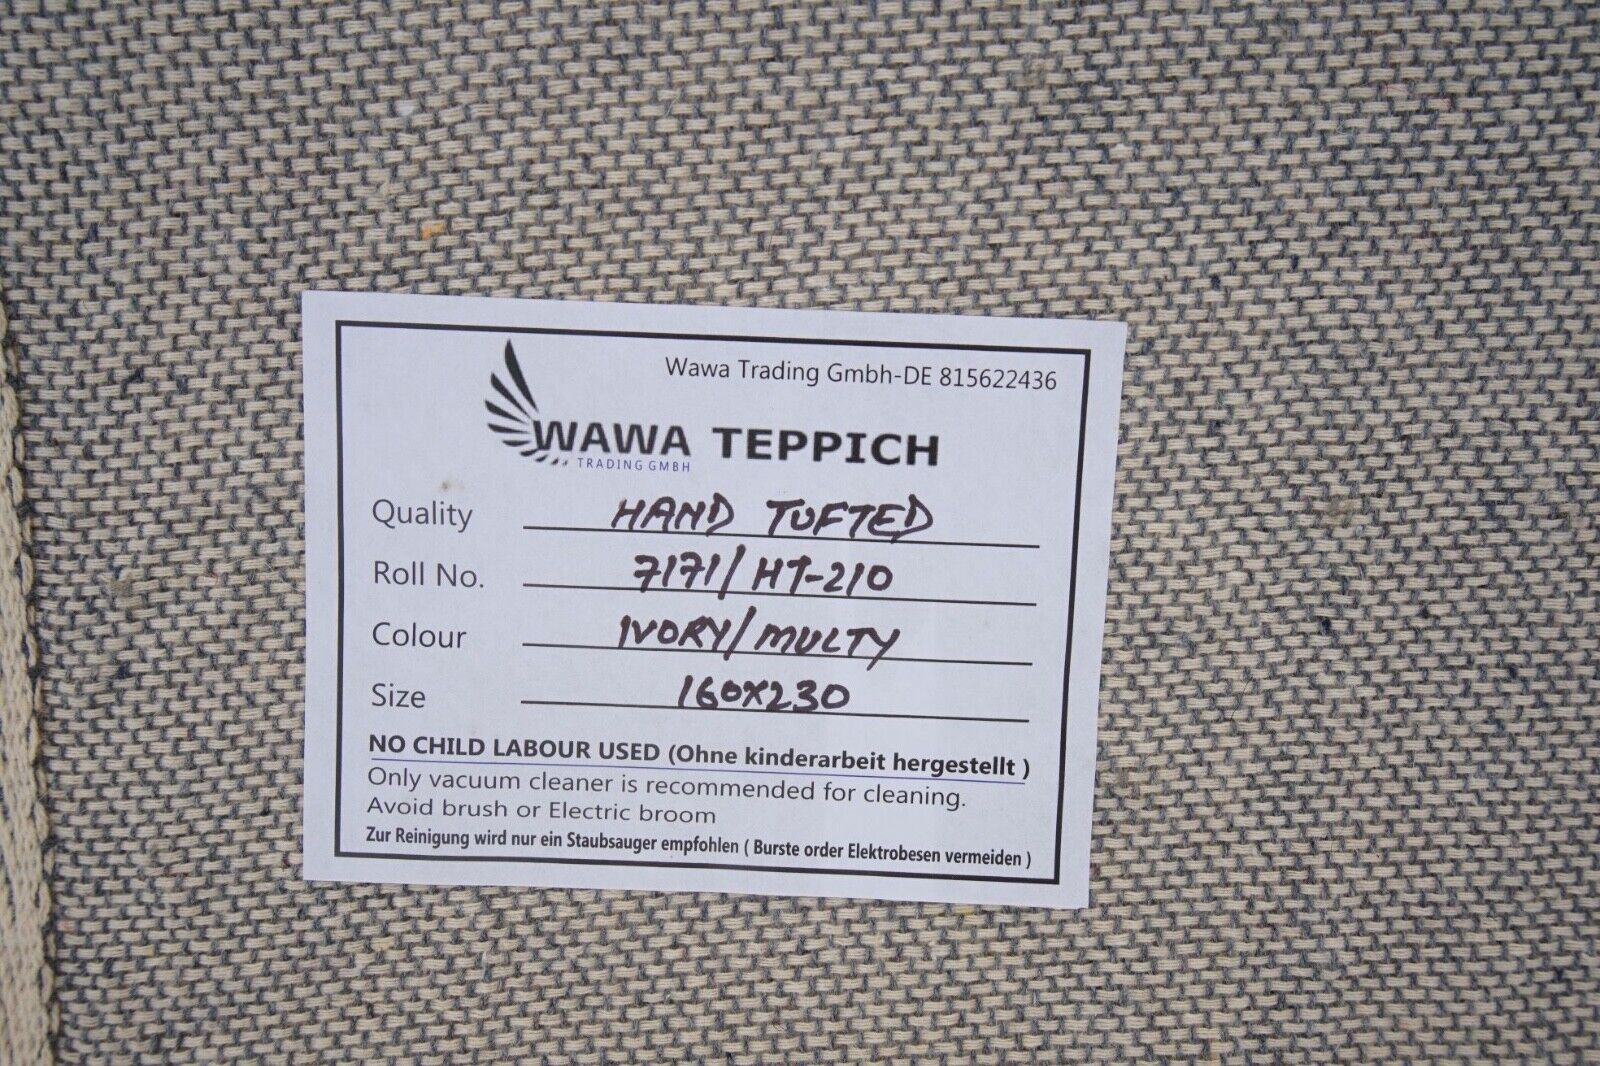 Wawa Trading Gmbh-DE 815622436
WAWA TEPPICH
TRADING GMBH
Quality HAND TUFTED
Roll No. 7171/HT-210
Colour IVORY/MULTY
Size 160X230
NO CHILD LABOUR USED (Ohne kinderarbeit hergestellt )
Only vacuum cleaner is recommended for cleaning.
Avoid brush or Electric broom
Zur Reinigung wird nur ein Staubsauger empfohlen ( Burste order Elektrobesen vermeiden )